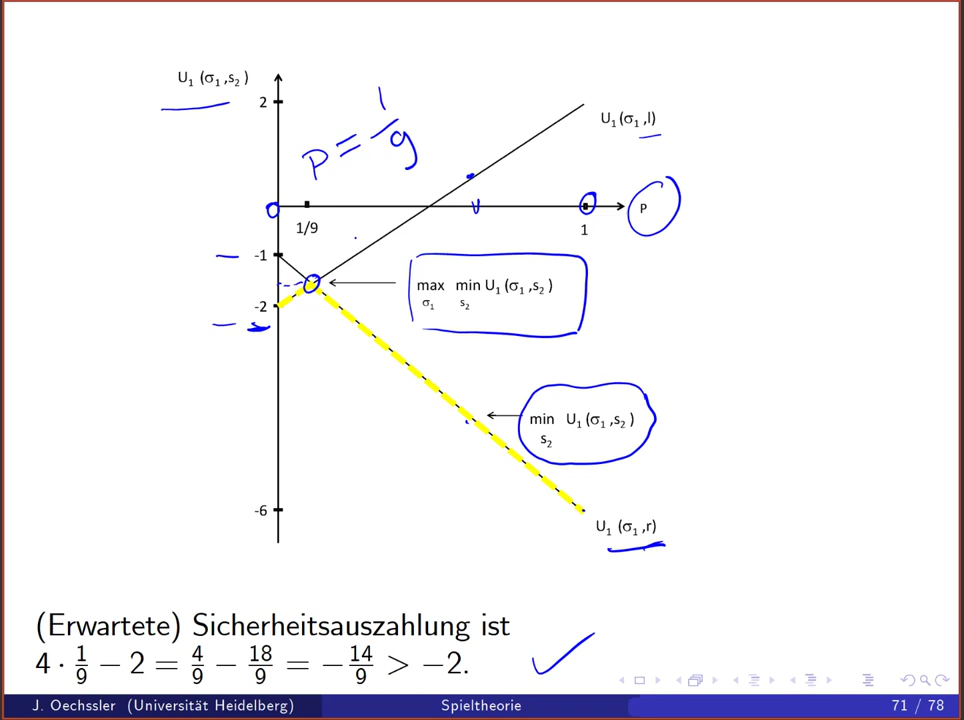 U₁ (σ₁ ,s₂ )
2
P = 1/9
U₁(σ₁ ,l)
0
P
1/9
1
-1
max min U₁ (σ₁ ,s₂ )
σ₁ s₂
-2
min U₁ (σ₁ ,s₂ )
s₂
-6
U₁ (σ₁ ,r)
(Erwartete) Sicherheitsauszahlung ist
4 · 1/9 − 2 = 4/9 − 18/9 = −14/9 > −2.
J. Oechssler (Universität Heidelberg) Spieltheorie 71 / 78